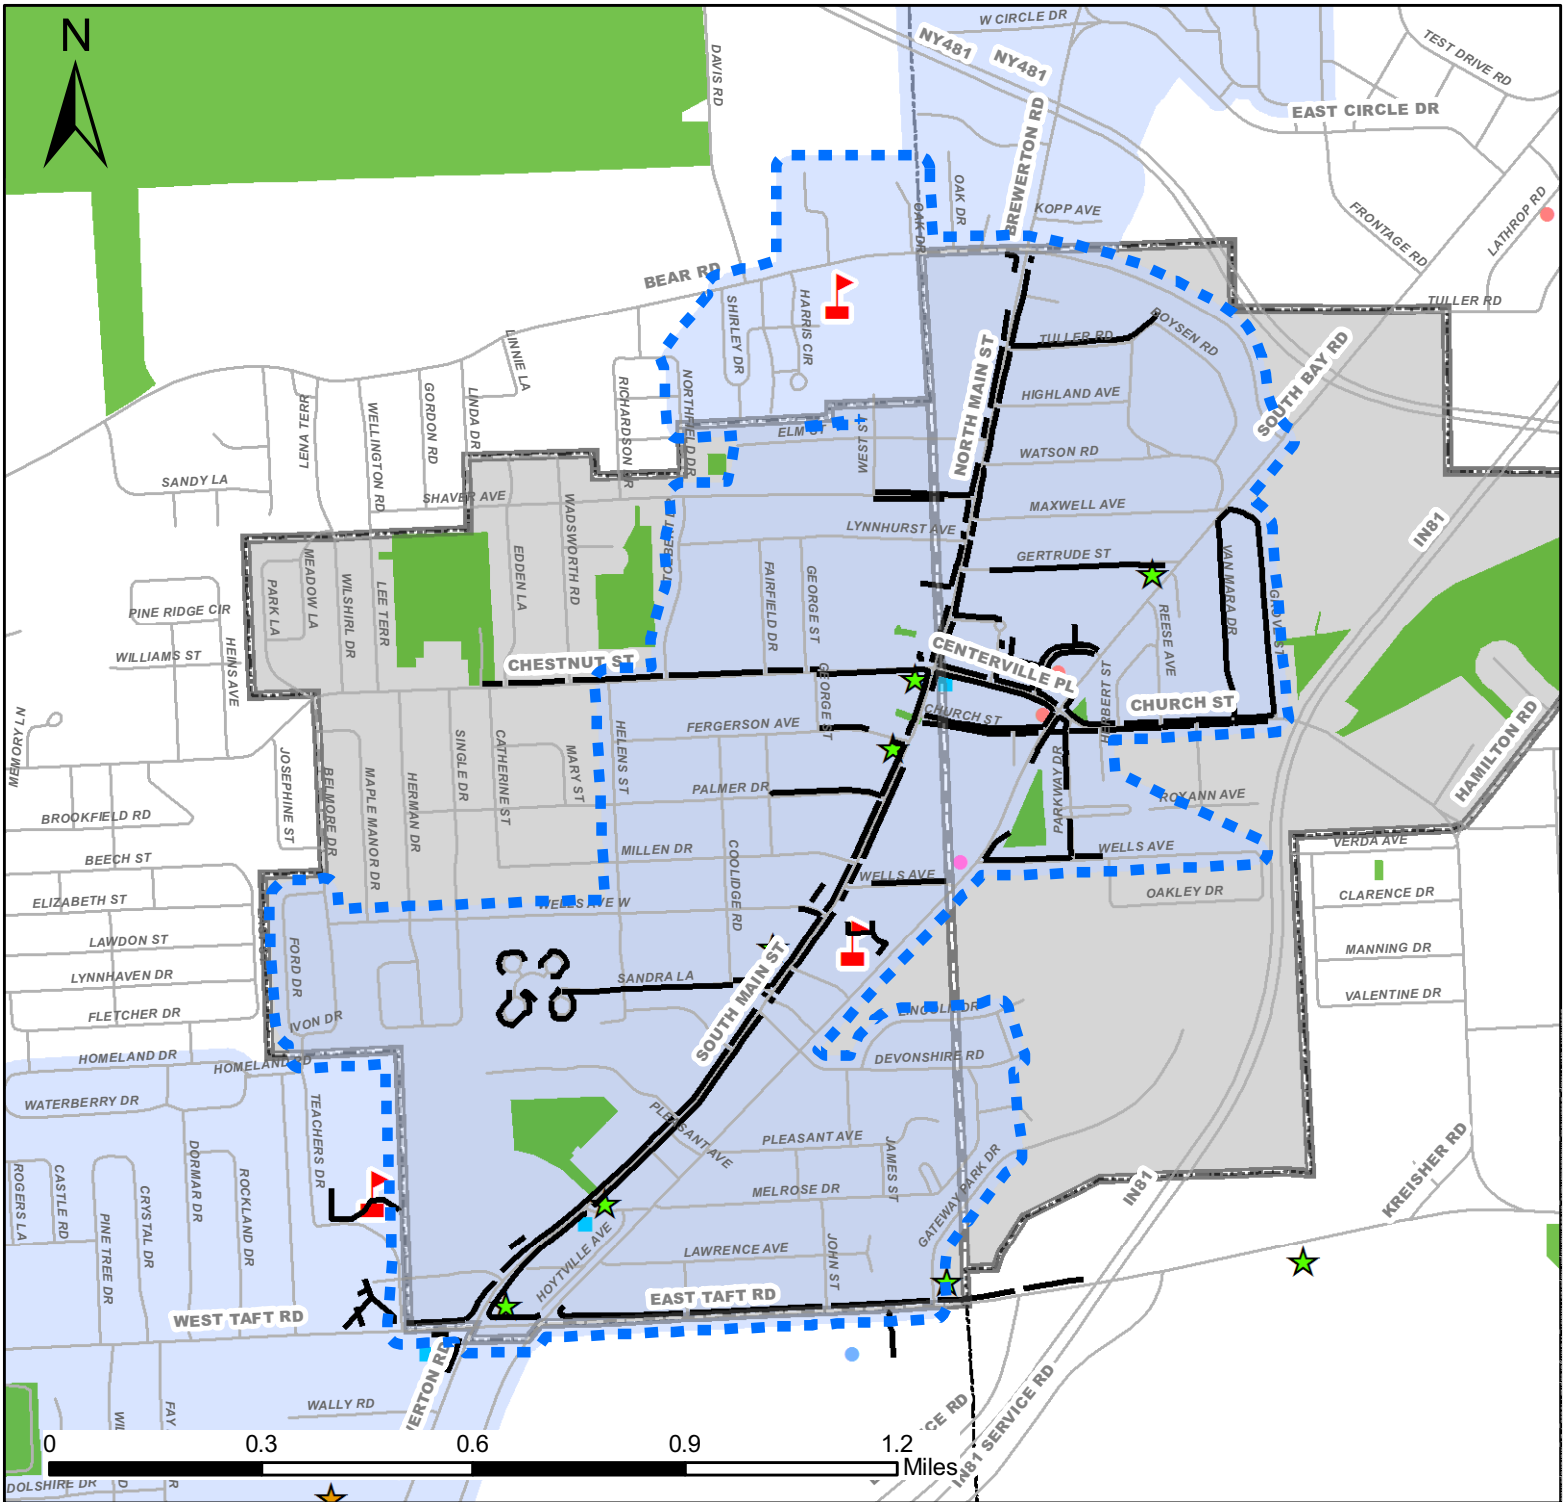 N
W CIRCLE DR
NY481
NY481
TEST DRIVE RD
DAVIS RD
EAST CIRCLE DR
BREWERTON RD
OAK DR
OAK DR
KOPP AVE
FRONTAGE RD
LATHROP RD
BEAR RD
TULLER RD
SHIRLEY DR
HARRIS CIR
LINNIE LA
BOYSEN RD
TULLER RD
NORTH MAIN ST
SOUTH BAY RD
LENA TERR
WELLINGTON RD
GORDON RD
LINDA DR
RICHARDSON DR
NORTHFIELD DR
HIGHLAND AVE
ELM ST
WEST ST
WATSON RD
SANDY LA
SHAVER AVE
WADSWORTH RD
MAXWELL AVE
LYNNHURST AVE
IN81
GERTRUDE ST
PARK LA
MEADOW LA
WILSHIRL DR
LEE TERR
EDDEN LA
FAIRFIELD DR
GEORGE ST
VAN MARA DR
GROVE ST
PINE RIDGE CIR
REESE AVE
WILLIAMS ST
HEINS AVE
CHESTNUT ST
CENTERVILLE PL
GEORGE ST
HERBERT ST
CHURCH ST
CHURCH ST
HAMILTON RD
FERGERSON AVE
HELENS ST
MARY ST
CATHERINE ST
SINGLE DR
HERMAN DR
MAPLE MANOR DR
BELMORE DR
JOSEPHINE ST
PARKWAY DR
PALMER DR
ROXANN AVE
BROOKFIELD RD
VERDA AVE
MILLEN DR
COOLIDGE RD
WELLS AVE
BEECH ST
WELLS AVE
OAKLEY DR
CLARENCE DR
ELIZABETH ST
WELLS AVE W
LAWDON ST
MANNING DR
FORD DR
LYNNHAVEN DR
SANDRA LA
VALENTINE DR
FLETCHER DR
IVON DR
SOUTH MAIN ST
LINCOLN DR
HOMELAND DR
HOMELAND RD
DEVONSHIRE RD
WATERBERRY DR
TEACHERS DR
PLEASANT AVE
PLEASANT AVE
JAMES ST
DORMAR DR
ROCKLAND DR
CRYSTAL DR
PINE TREE DR
CASTLE RD
ROGERS LA
MELROSE DR
GATEWAY PARK DR
IN81
KREISHER RD
HOYTVILLE AVE
LAWRENCE AVE
JOHN ST
EAST TAFT RD
WEST TAFT RD
WALLY RD
IN81 SERVICE RD
0 0.3 0.6 0.9 1.2
Miles